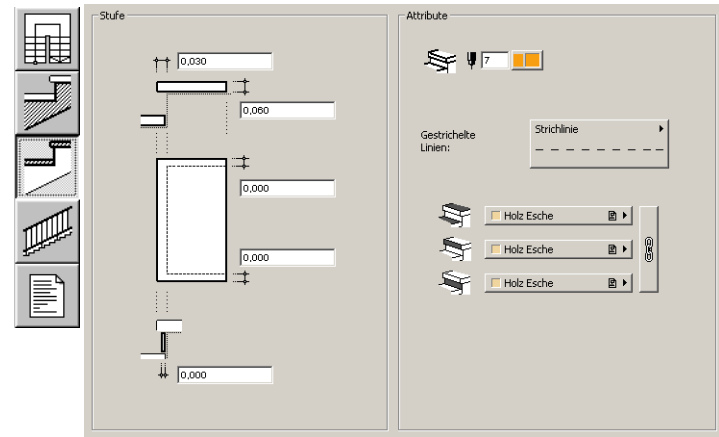 Stufe
0,030
0,060
0,000
0,000
0,000
Attribute
7
Gestrichelte
Linien:
Strichlinie
Holz Esche
Holz Esche
Holz Esche